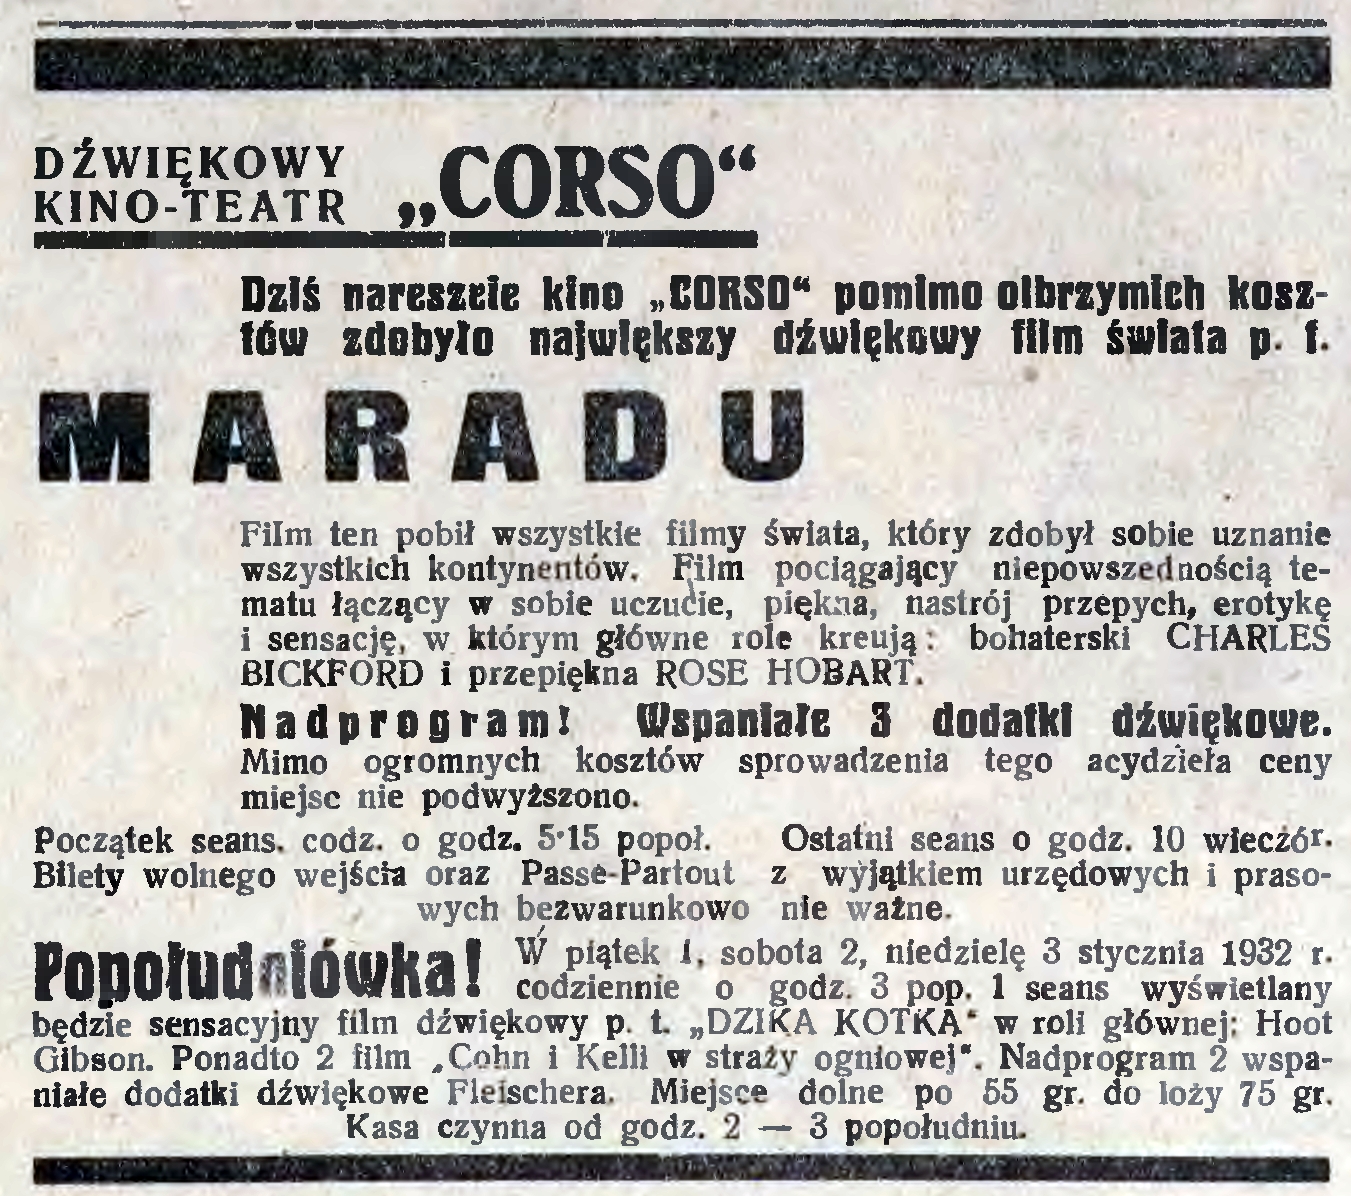 DŹWIĘKOWY
KINO-TEATR „CORSO“
Dziś nareszcie kino „CORSO“ pomimo olbrzymich kosz-
tów zdobyło największy dźwiękowy film świata p. t.
MARADU
Film ten pobił wszystkie filmy świata, który zdobył sobie uznanie
wszystkich kontynentów. Film pociągający niepowszednością te-
matu łączący w sobie uczucie, piękna, nastrój przepych, erotykę
i sensację, w którym główne role kreują: bohaterski CHARLES
BICKFORD i przepiękna ROSE HOBART.
Nadprogram! Wspaniałe 3 dodatki dźwiękowe.
Mimo ogromnych kosztów sprowadzenia tego acydzieła ceny
miejsc nie podwyższono.
Początek seans. codz. o godz. 5·15 popoł. Ostatni seans o godz. 10 wieczór.
Bilety wolnego wejścia oraz Passe-Partout z wyjątkiem urzędowych i praso-
wych bezwarunkowo nie ważne.
Popołudniówka! W piątek 1, sobota 2, niedzielę 3 stycznia 1932 r.
codziennie o godz. 3 pop. 1 seans wyświetlany
będzie sensacyjny film dźwiękowy p. t. „DZIKA KOTKA“ w roli głównej: Hoot
Gibson. Ponadto 2 film „Cohn i Kelli w straży ogniowej“. Nadprogram 2 wspa-
niałe dodatki dźwiękowe Fleischera. Miejsce dolne po 55 gr. do loży 75 gr.
Kasa czynna od godz. 2 — 3 popołudniu.